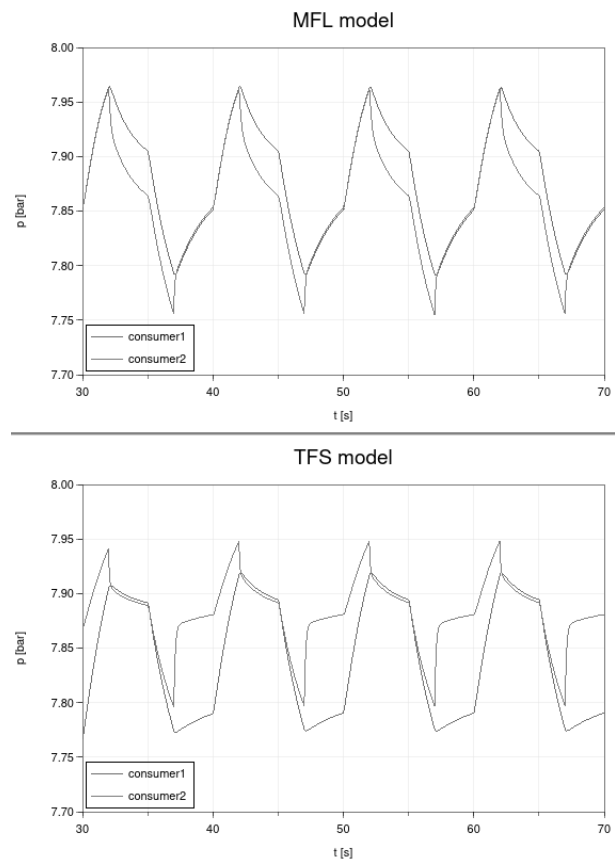 MFL model
8.00
7.95
7.90
7.85
7.80
7.75
7.70
p [bar]
consumer1
consumer2
30 40 50 60 70
t [s]
TFS model
8.00
7.95
7.90
7.85
7.80
7.75
7.70
p [bar]
consumer1
consumer2
30 40 50 60 70
t [s]